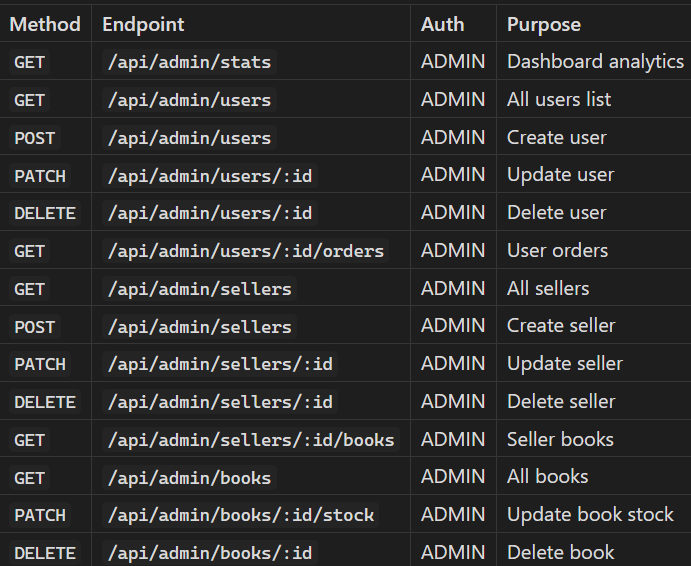 Method Endpoint Auth Purpose
GET /api/admin/stats ADMIN Dashboard analytics
GET /api/admin/users ADMIN All users list
POST /api/admin/users ADMIN Create user
PATCH /api/admin/users/:id ADMIN Update user
DELETE /api/admin/users/:id ADMIN Delete user
GET /api/admin/users/:id/orders ADMIN User orders
GET /api/admin/sellers ADMIN All sellers
POST /api/admin/sellers ADMIN Create seller
PATCH /api/admin/sellers/:id ADMIN Update seller
DELETE /api/admin/sellers/:id ADMIN Delete seller
GET /api/admin/sellers/:id/books ADMIN Seller books
GET /api/admin/books ADMIN All books
PATCH /api/admin/books/:id/stock ADMIN Update book stock
DELETE /api/admin/books/:id ADMIN Delete book